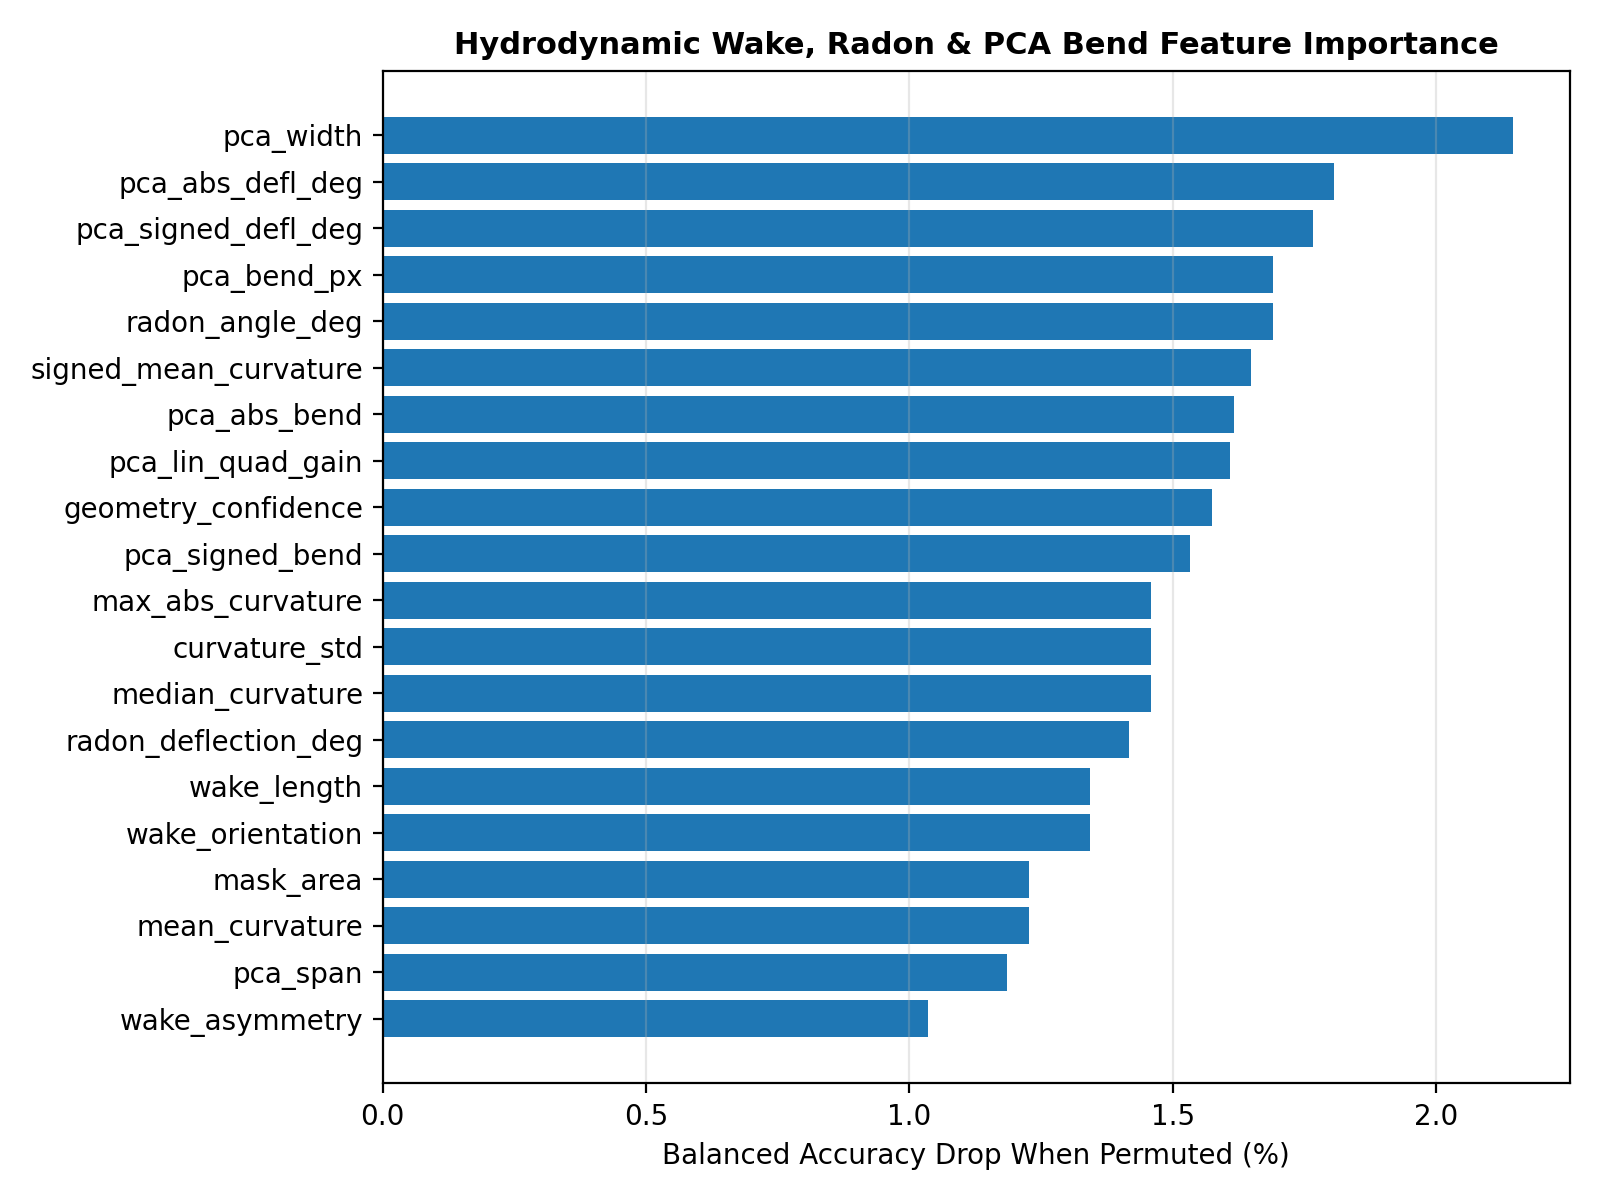 Hydrodynamic Wake, Radon & PCA Bend Feature Importance
pca_width
pca_abs_defl_deg
pca_signed_defl_deg
pca_bend_px
radon_angle_deg
signed_mean_curvature
pca_abs_bend
pca_lin_quad_gain
geometry_confidence
pca_signed_bend
max_abs_curvature
curvature_std
median_curvature
radon_deflection_deg
wake_length
wake_orientation
mask_area
mean_curvature
pca_span
wake_asymmetry
0.0 0.5 1.0 1.5 2.0
Balanced Accuracy Drop When Permuted (%)